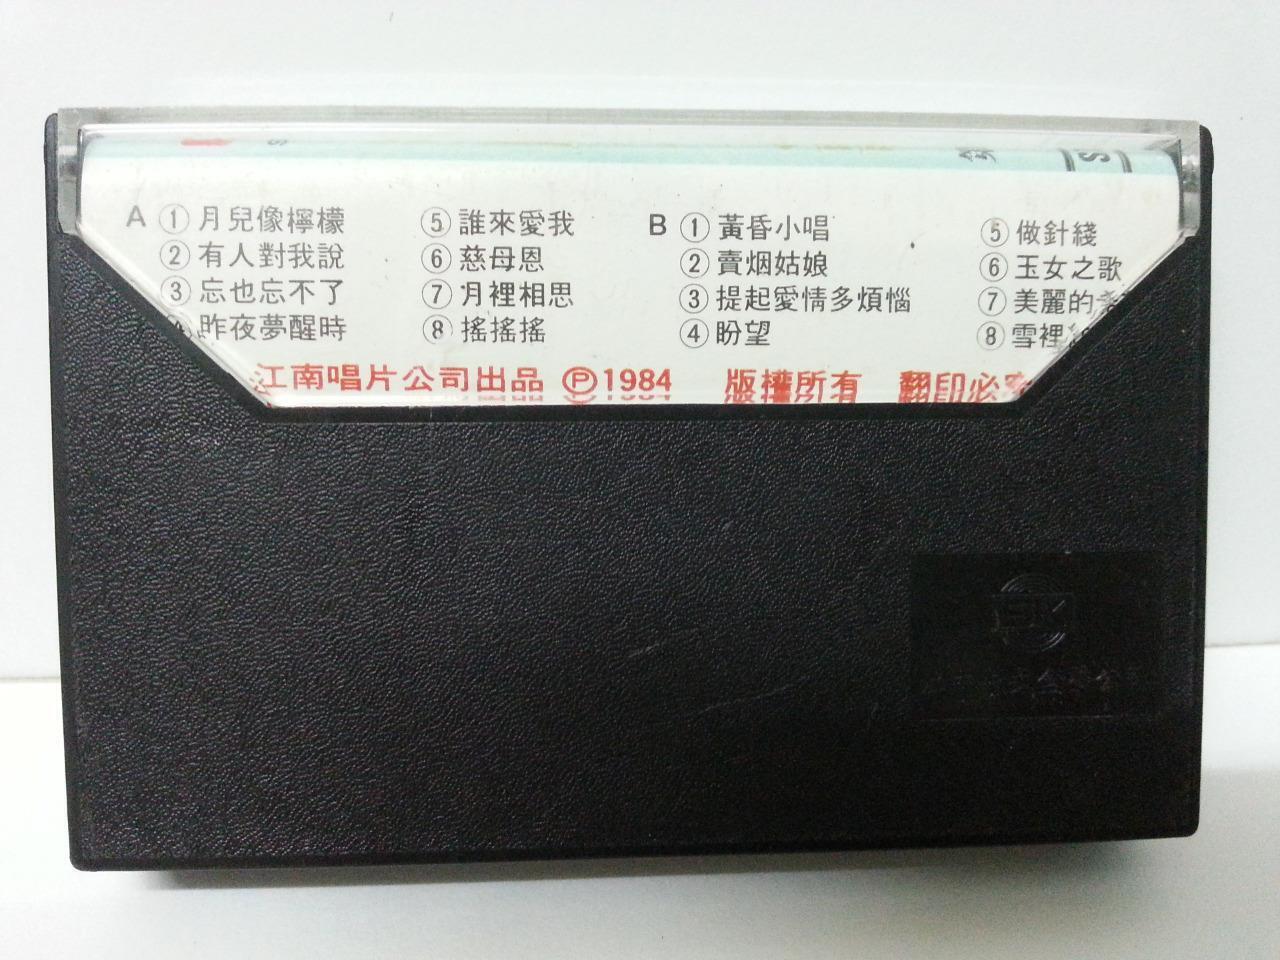 A ①月兒像檸檬
②有人對我說
③忘也忘不了
昨夜夢醒時
⑤誰來愛我
⑥慈母恩
⑦月裡相思
⑧搖搖搖
B ①黃昏小唱
②賣烟姑娘
③提起愛情多煩惱
④盼望
⑤做針綫
⑥玉女之歌
⑦美麗的
⑧雪裡
江南唱片公司出品 Ⓟ1984 版權所有 翻印必究
S